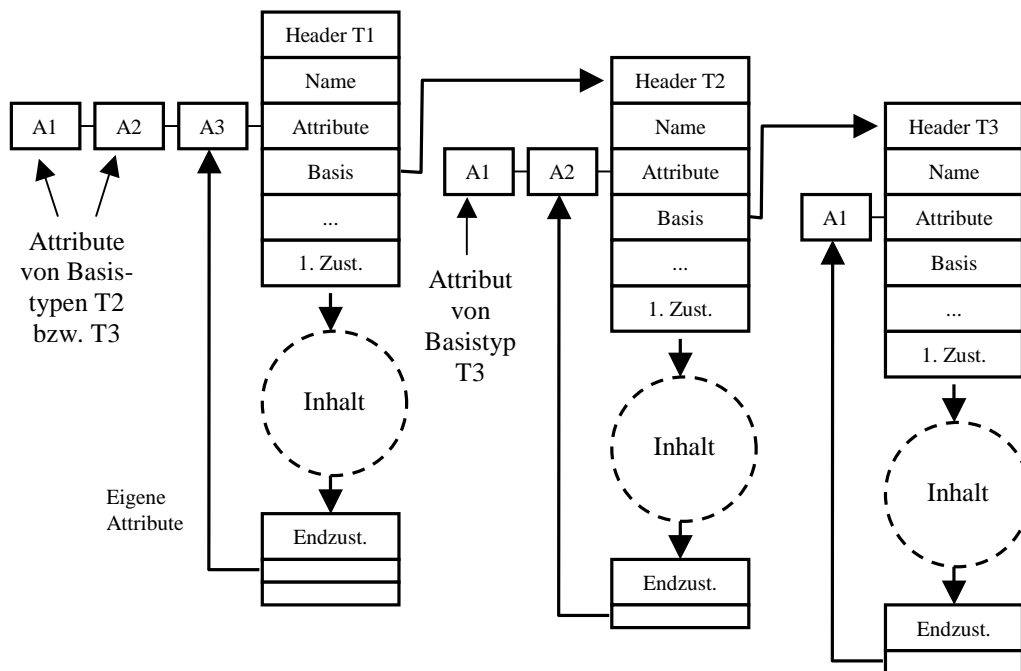 Header T1
Name
A1
A2
A3
Attribute
Basis
...
1. Zust.
Attribute
von Basis-
typen T2
bzw. T3
Inhalt
Eigene
Attribute
Endzust.
Header T2
Name
A1
A2
Attribute
Basis
...
1. Zust.
Attribut
von
Basistyp
T3
Inhalt
Endzust.
Header T3
Name
A1
Attribute
Basis
...
1. Zust.
Inhalt
Endzust.